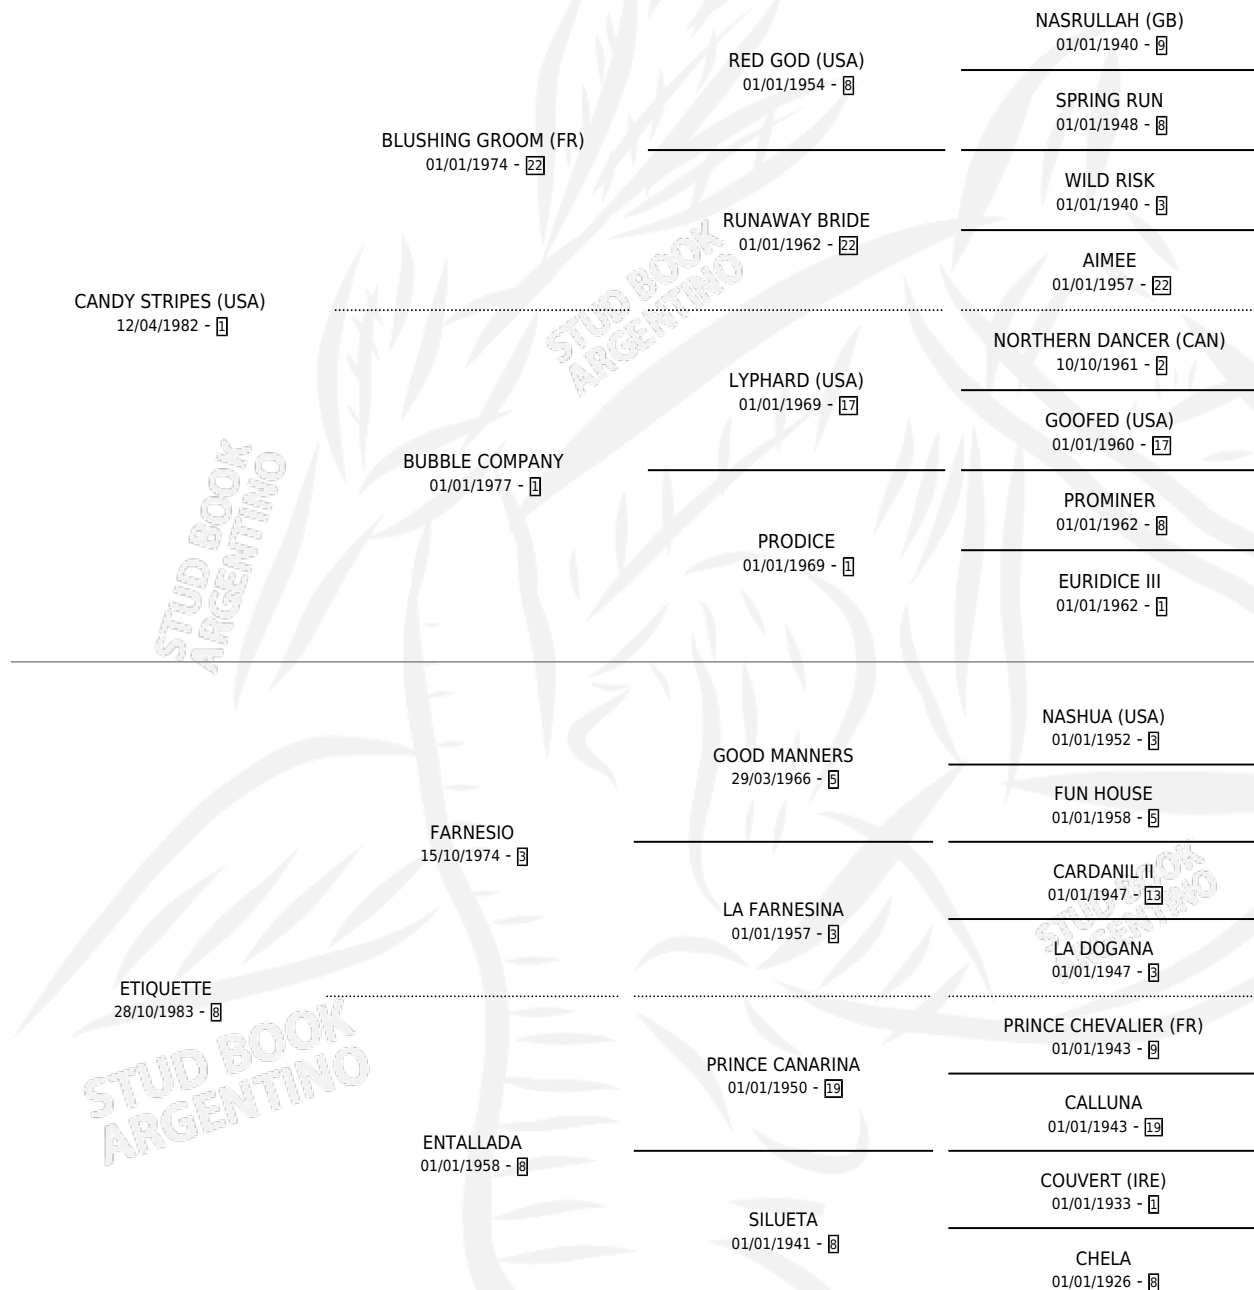 NASRULLAH (GB)
01/01/1940 - 9
RED GOD (USA)
01/01/1954 - 8
SPRING RUN
01/01/1948 - 8
BLUSHING GROOM (FR)
01/01/1974 - 22
WILD RISK
01/01/1940 - 3
RUNAWAY BRIDE
01/01/1962 - 22
AIMEE
01/01/1957 - 22
CANDY STRIPES (USA)
12/04/1982 - 1
NORTHERN DANCER (CAN)
10/10/1961 - 2
LYPHARD (USA)
01/01/1969 - 17
GOOFED (USA)
01/01/1960 - 17
BUBBLE COMPANY
01/01/1977 - 1
PROMINER
01/01/1962 - 8
PRODICE
01/01/1969 - 1
EURIDICE III
01/01/1962 - 1
STUD BOOK
ARGENTINO
STUD BOOK
ARGENTINO
NASHUA (USA)
01/01/1952 - 3
GOOD MANNERS
29/03/1966 - 5
FUN HOUSE
01/01/1958 - 5
FARNESIO
15/10/1974 - 3
CARDANIL II
01/01/1947 - 13
LA FARNESINA
01/01/1957 - 3
LA DOGANA
01/01/1947 - 3
STUD BOOK
ARGENTINO
ETIQUETTE
28/10/1983 - 8
PRINCE CHEVALIER (FR)
01/01/1943 - 9
PRINCE CANARINA
01/01/1950 - 19
CALLUNA
01/01/1943 - 19
STUD BOOK
ARGENTINO
ENTALLADA
01/01/1958 - 8
COUVERT (IRE)
01/01/1933 - 1
SILUETA
01/01/1941 - 8
CHELA
01/01/1926 - 8